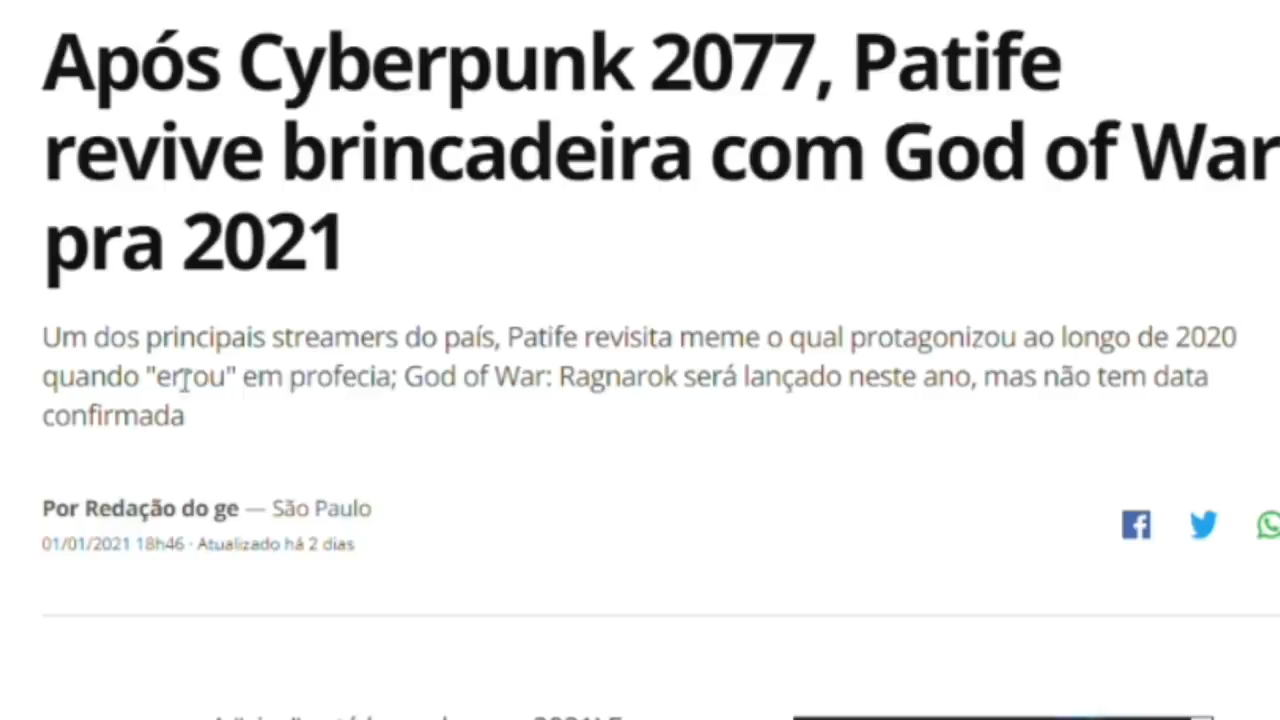 Após Cyberpunk 2077, Patife
revive brincadeira com God of War
pra 2021
Um dos principais streamers do país, Patife revisita meme o qual protagonizou ao longo de 2020
quando "errou" em profecia; God of War: Ragnarok será lançado neste ano, mas não tem data
confirmada
Por Redação do ge — São Paulo
01/01/2021 18h46 · Atualizado há 2 dias